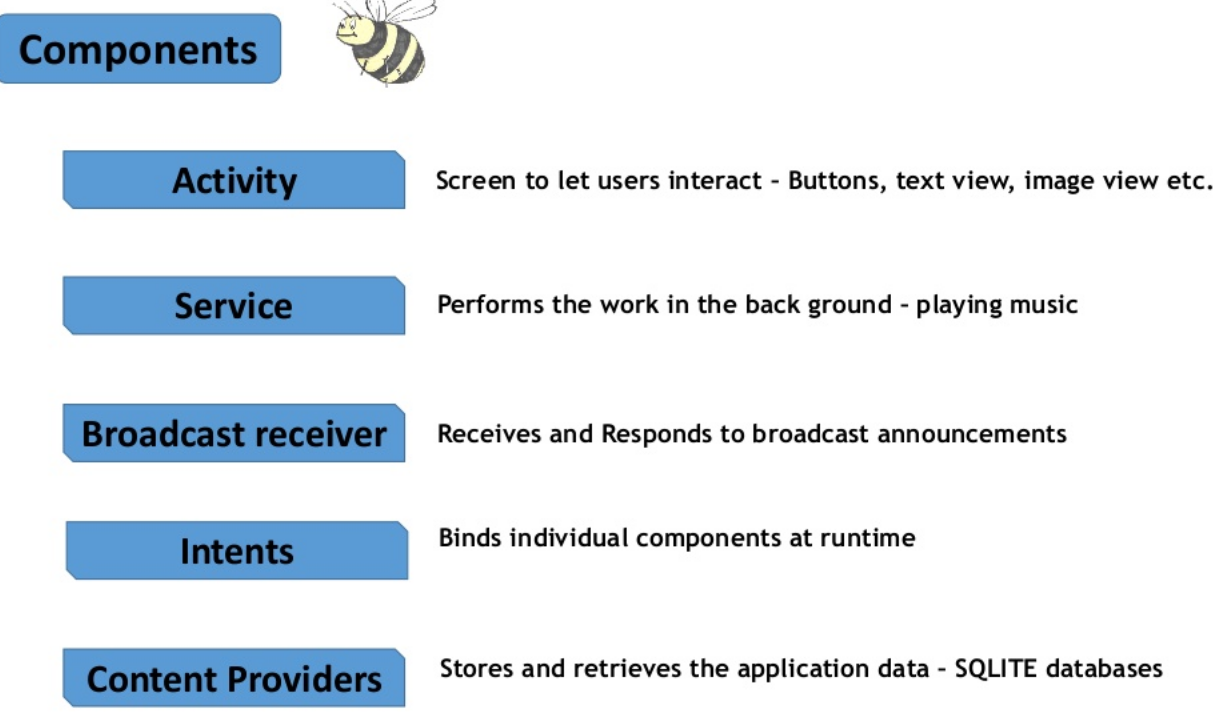 Components
Activity
Screen to let users interact - Buttons, text view, image view etc.
Service
Performs the work in the back ground - playing music
Broadcast receiver
Receives and Responds to broadcast announcements
Intents
Binds individual components at runtime
Content Providers
Stores and retrieves the application data - SQLITE databases